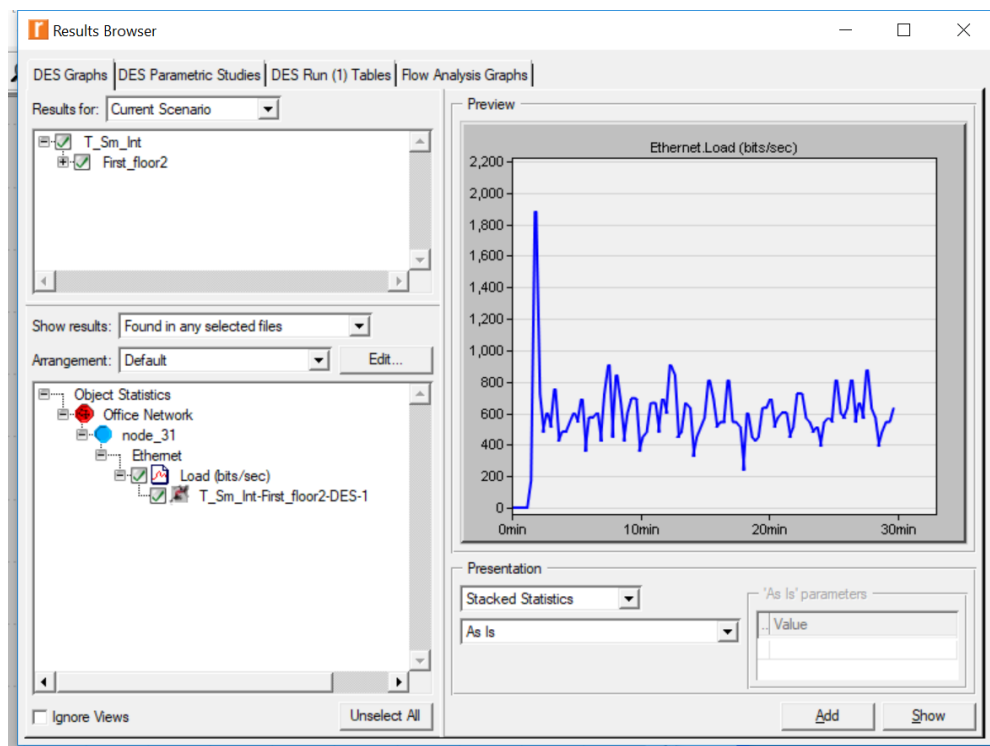 Results Browser
DES Graphs DES Parametric Studies DES Run (1) Tables Flow Analysis Graphs
Results for: Current Scenario
T_Sm_Int
First_floor2
Show results: Found in any selected files
Arrangement: Default Edit...
Object Statistics
Office Network
node_31
Ethernet
Load (bits/sec)
T_Sm_Int-First_floor2-DES-1
Ignore Views Unselect All
Preview
Ethernet.Load (bits/sec)
2,200
2,000
1,800
1,600
1,400
1,200
1,000
800
600
400
200
0
0min 10min 20min 30min
Presentation
Stacked Statistics
As Is
'As Is' parameters
.. Value
Add Show